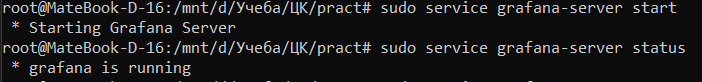 root@MateBook-D-16:/mnt/d/Учеба/ЦК/pract# sudo service grafana-server start
 * Starting Grafana Server
root@MateBook-D-16:/mnt/d/Учеба/ЦК/pract# sudo service grafana-server status
 * grafana is running